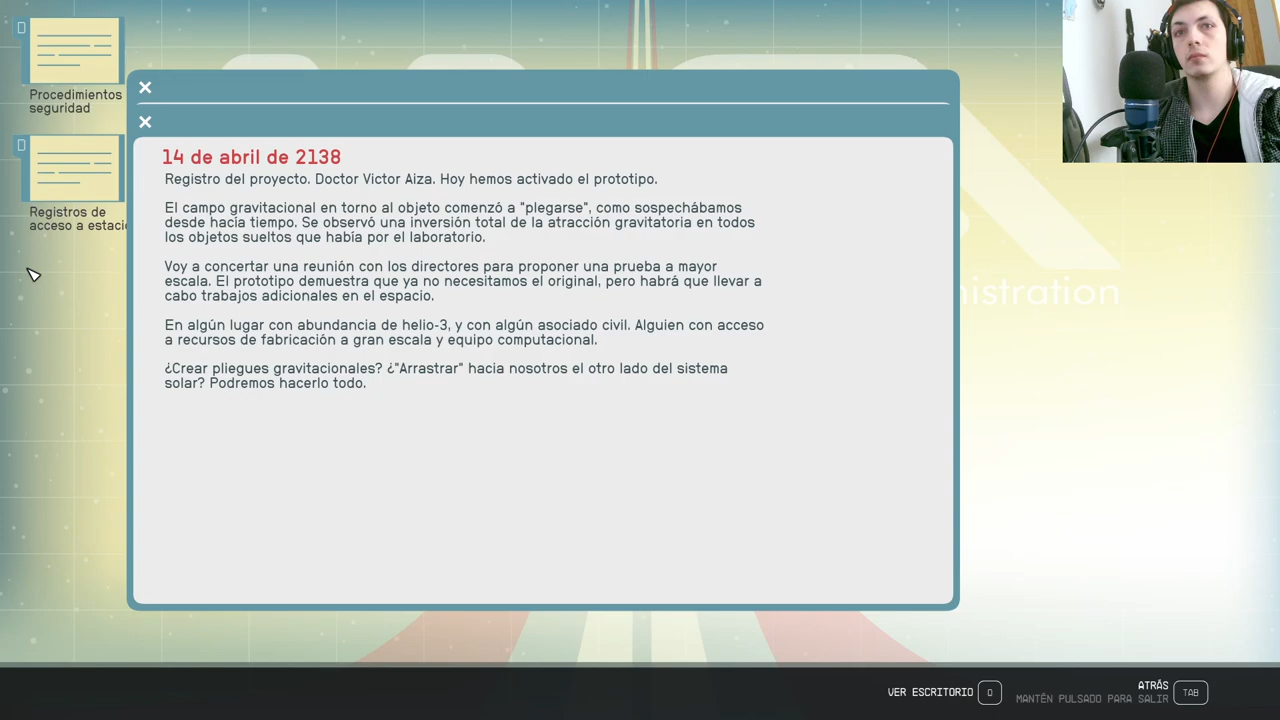 D
Procedimientos
seguridad
D
Registros de
acceso a estacio
14 de abril de 2138
Registro del proyecto. Doctor Victor Aiza. Hoy hemos activado el prototipo.
El campo gravitacional en torno al objeto comenzó a "plegarse", como sospechábamos
desde hacía tiempo. Se observó una inversión total de la atracción gravitatoria en todos
los objetos sueltos que había por el laboratorio.
Voy a concertar una reunión con los directores para proponer una prueba a mayor
escala. El prototipo demuestra que ya no necesitamos el original, pero habrá que llevar a
cabo trabajos adicionales en el espacio.
En algún lugar con abundancia de helio-3, y con algún asociado civil. Alguien con acceso
a recursos de fabricación a gran escala y equipo computacional.
¿Crear pliegues gravitacionales? ¿"Arrastrar" hacia nosotros el otro lado del sistema
solar? Podremos hacerlo todo.
nistration
VER ESCRITORIO Q
ATRÁS TAB
MANTÉN PULSADO PARA SALIR